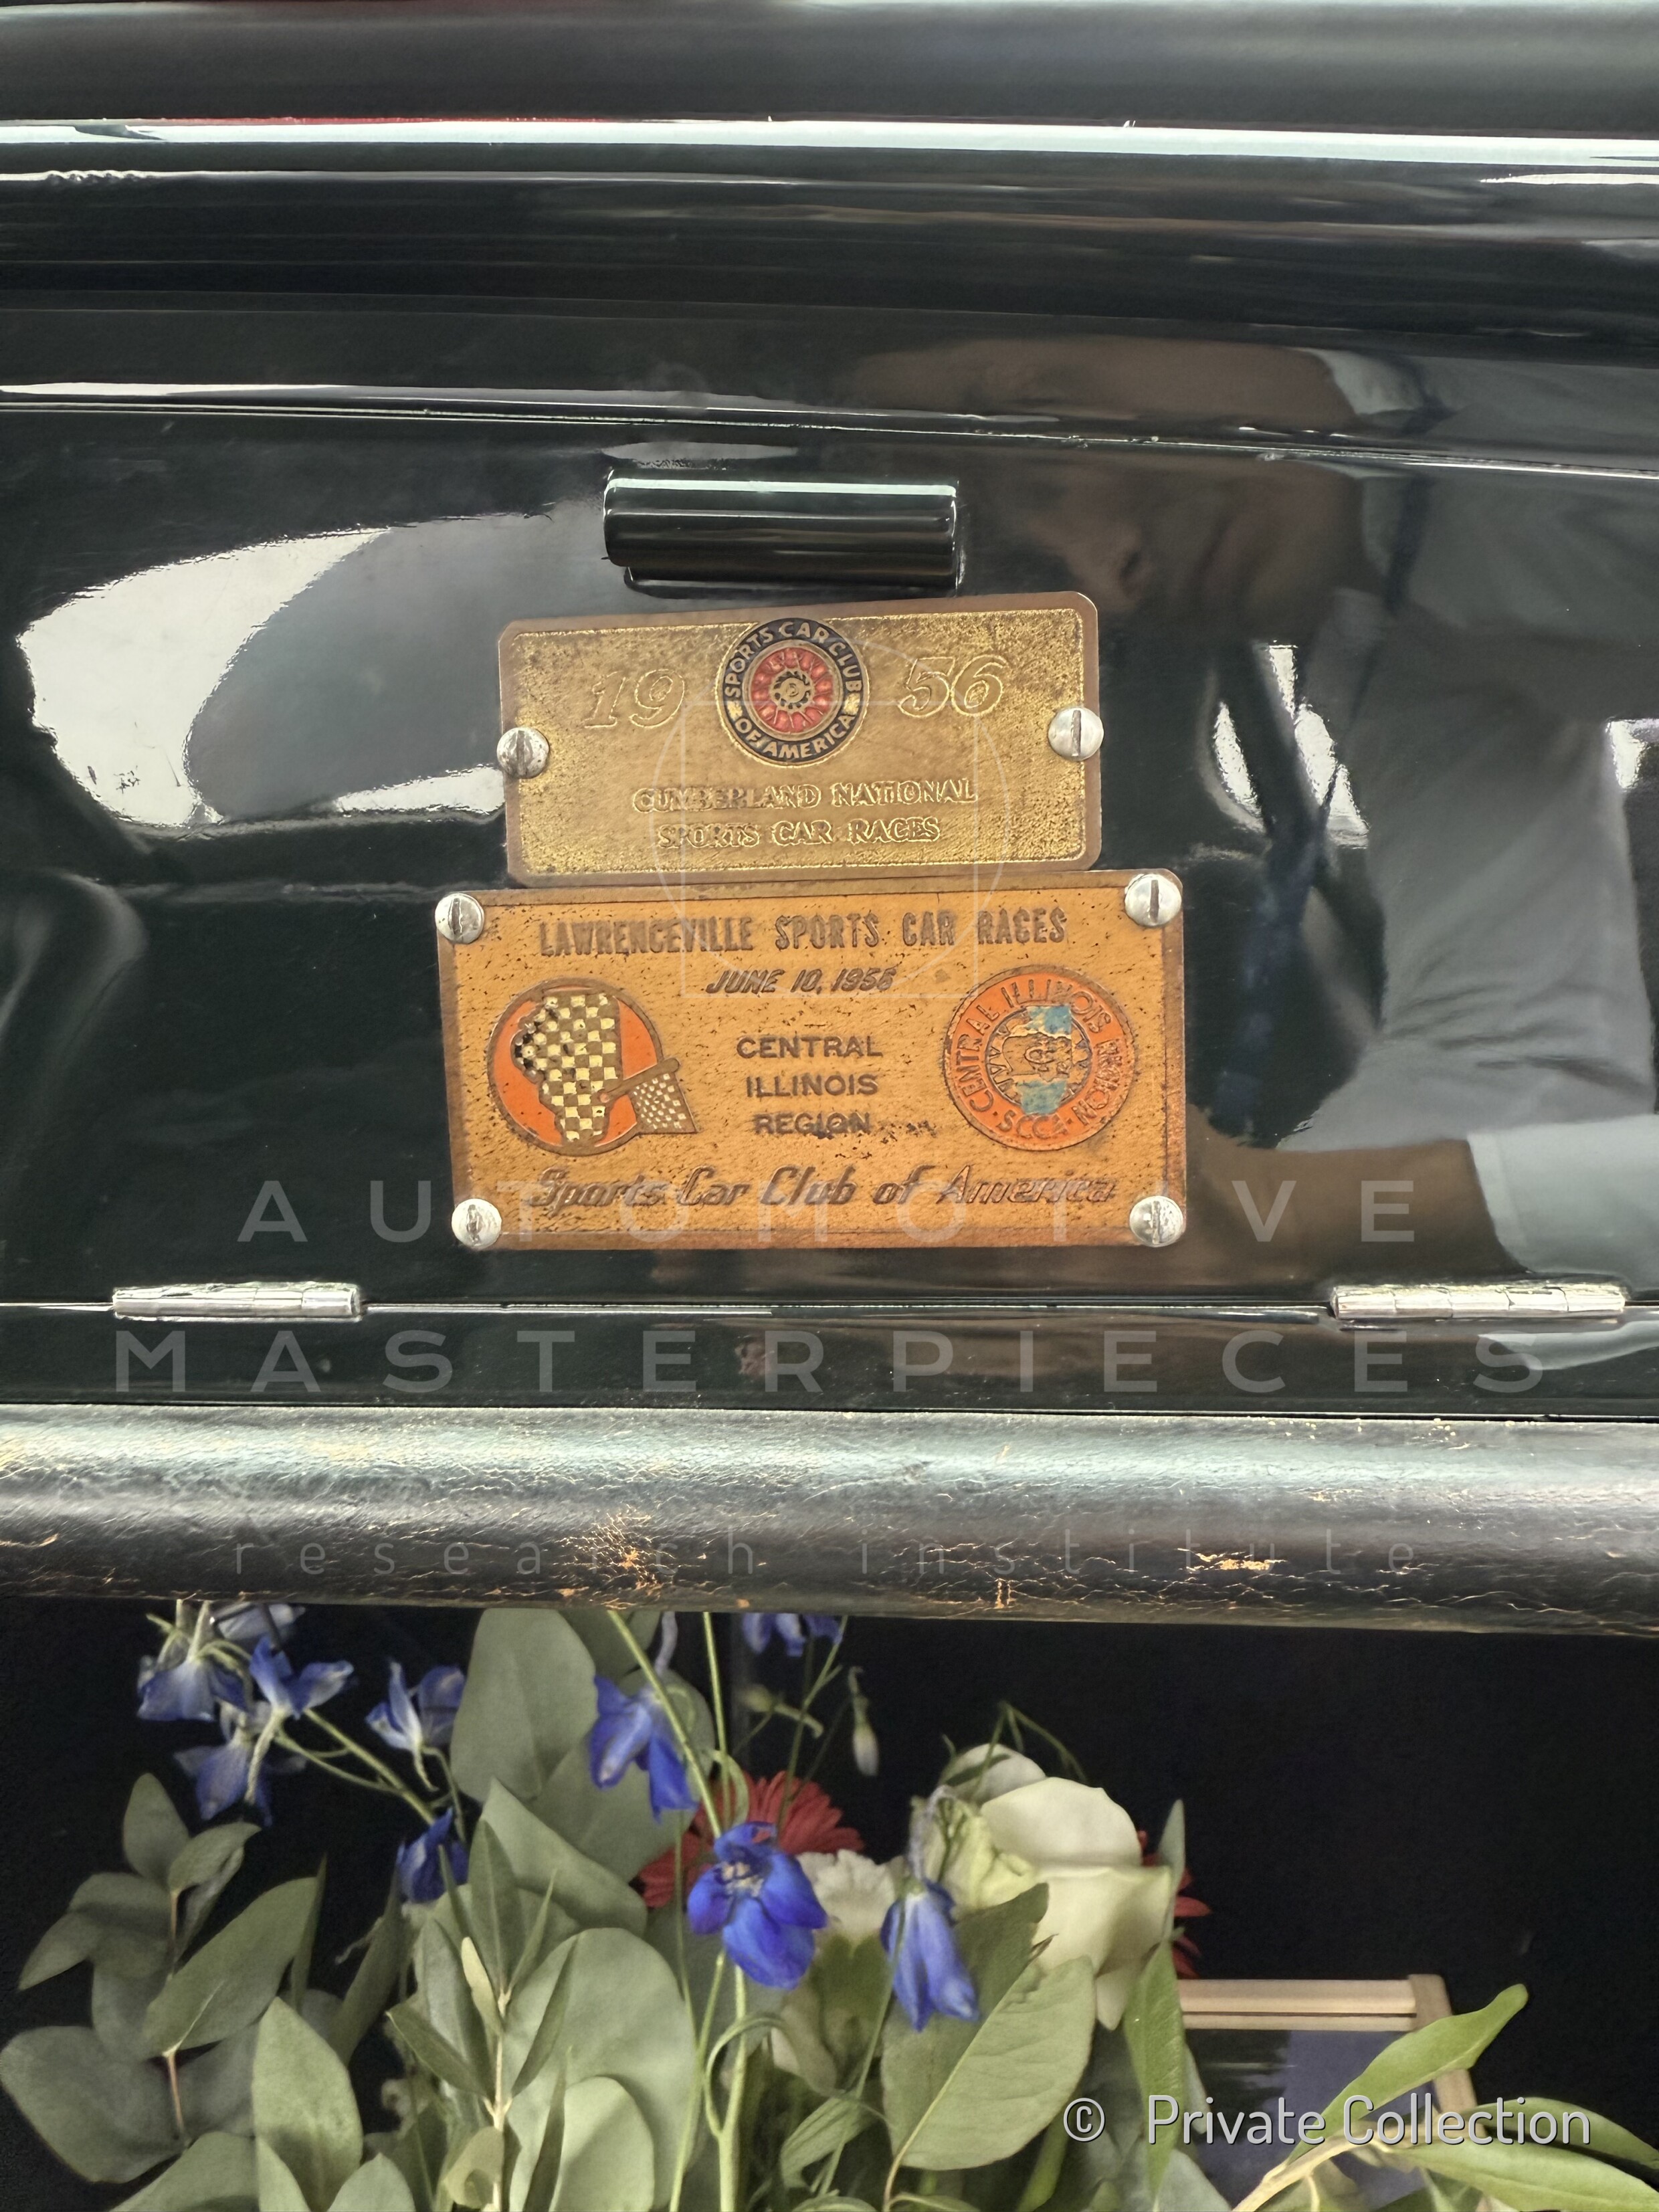 19 56
SPORTS CAR CLUB
OF AMERICA
CUMBERLAND NATIONAL
SPORTS CAR RACES
LAWRENCEVILLE SPORTS CAR RACES
JUNE 10, 1956
CENTRAL
ILLINOIS
REGION
CENTRAL ILLINOIS REGION · SCCA ·
Sports Car Club of America
AUTOMOTIVE
MASTERPIECES
research institute
© Private Collection